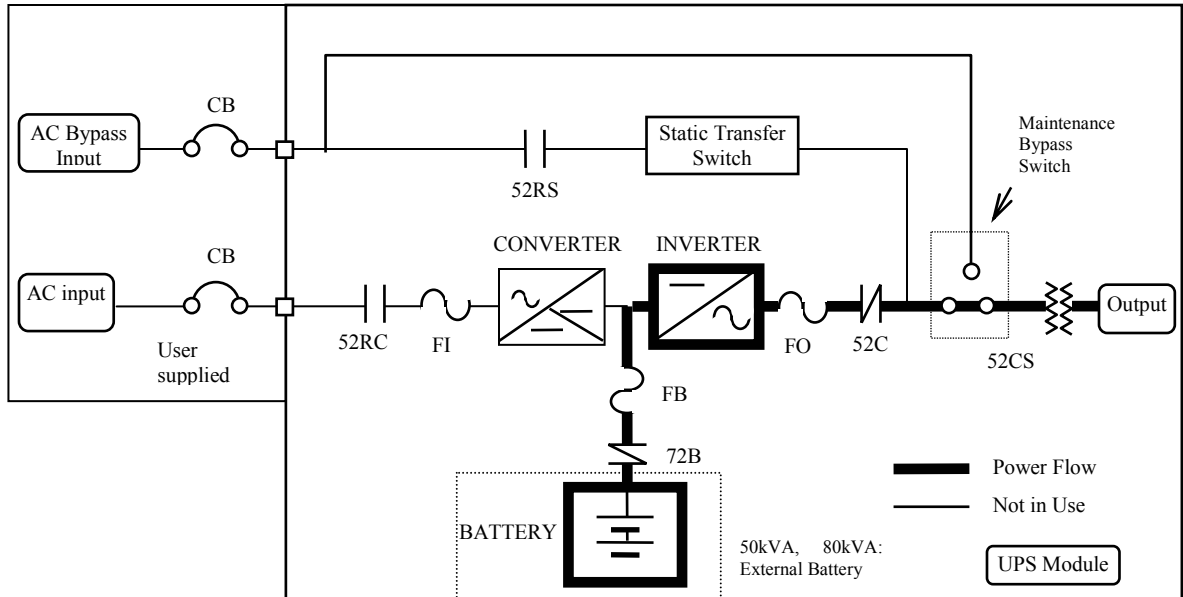 CB
AC Bypass
Input
Static Transfer
Switch
Maintenance
Bypass
Switch
52RS
CB
CONVERTER
INVERTER
AC input
Output
52RC
FI
FO
52C
52CS
User
supplied
FB
72B
Power Flow
Not in Use
BATTERY
50kVA, 80kVA:
External Battery
UPS Module